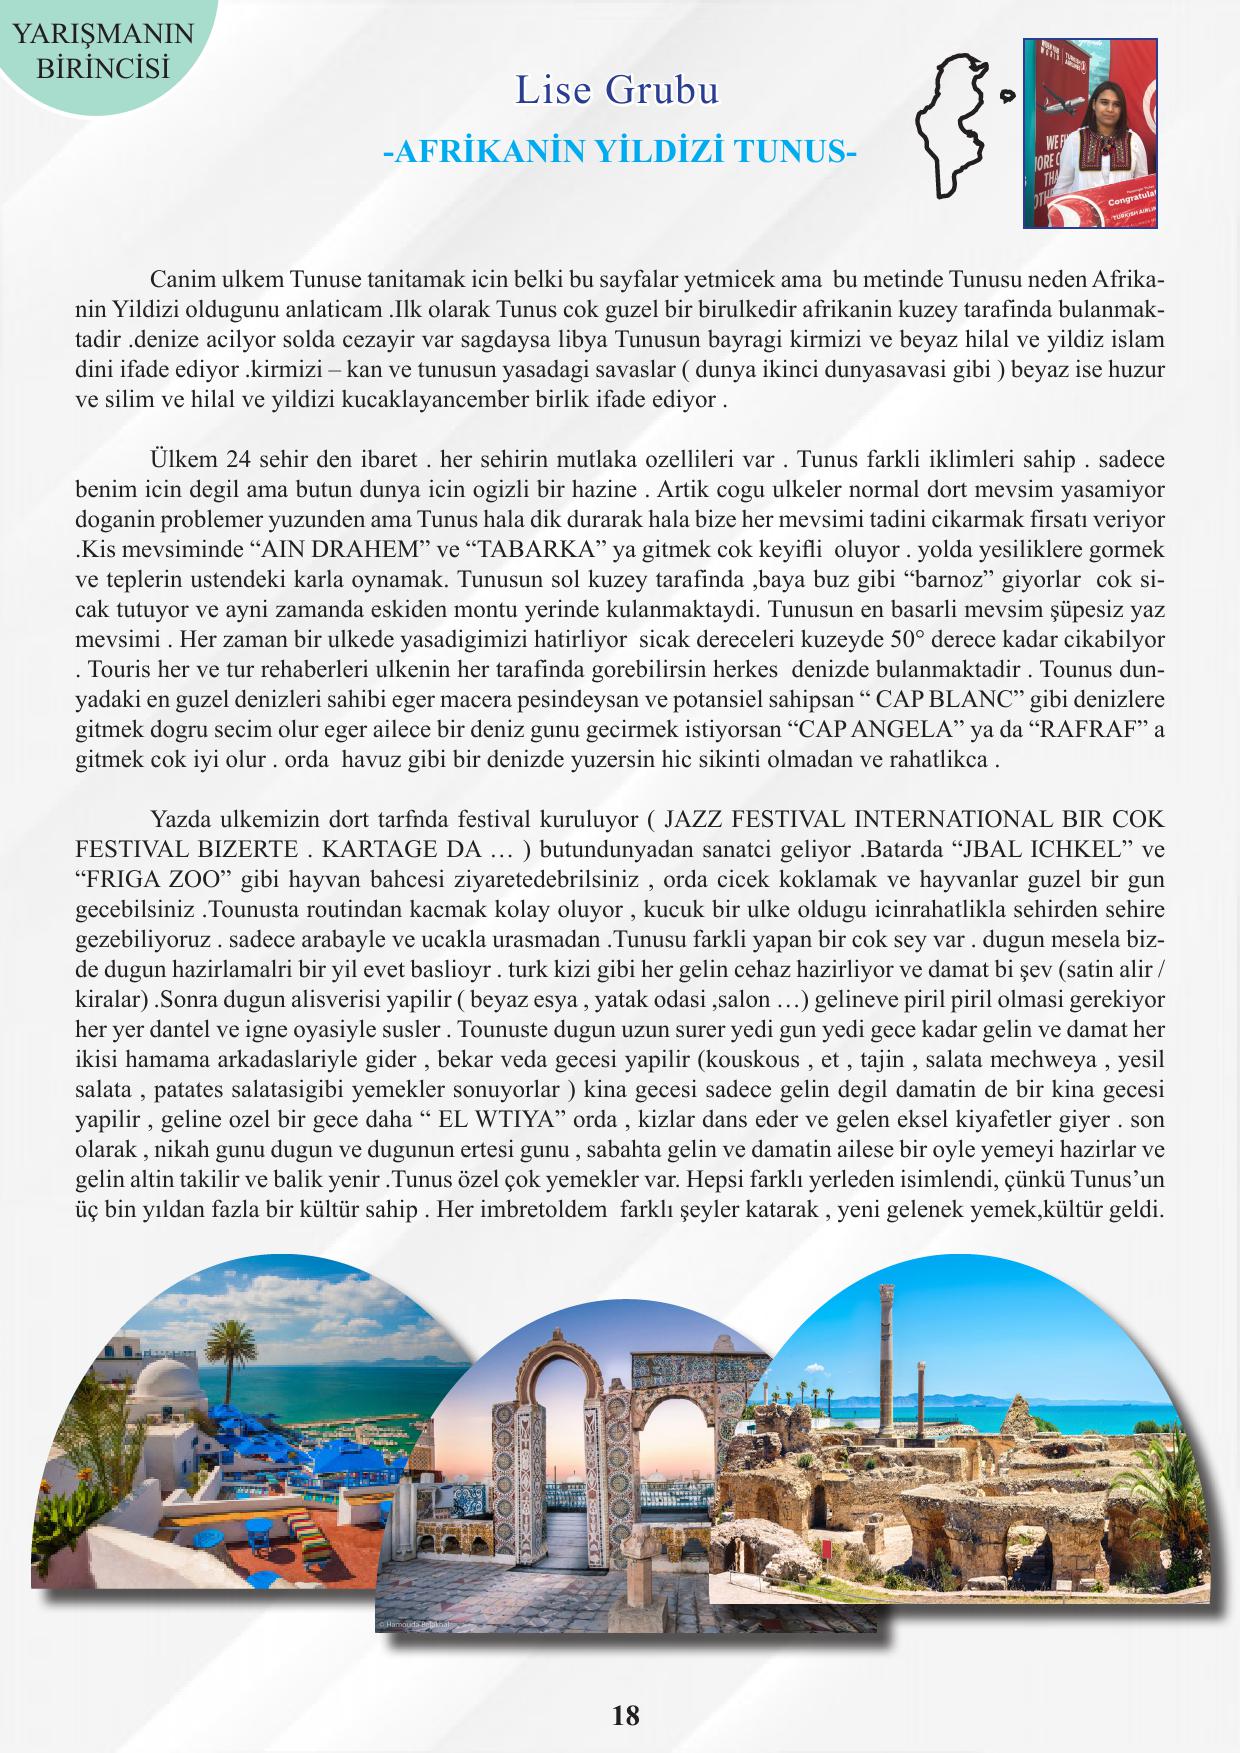 YARIŞMANIN
BİRİNCİSİ
Lise Grubu
-AFRİKANİN YİLDİZİ TUNUS-
TURKISH AIRLINES
WE F
ORE C
THA
OTH
Congratula
TURKISH AIRLIN
Canim ulkem Tunuse tanitamak icin belki bu sayfalar yetmicek ama bu metinde Tunusu neden Afrika-
nin Yildizi oldugunu anlaticam .Ilk olarak Tunus cok guzel bir birulkedir afrikanin kuzey tarafinda bulanmak-
tadir .denize acilyor solda cezayir var sagdaysa libya Tunusun bayragi kirmizi ve beyaz hilal ve yildiz islam
dini ifade ediyor .kirmizi – kan ve tunusun yasadagi savaslar ( dunya ikinci dunyasavasi gibi ) beyaz ise huzur
ve silim ve hilal ve yildizi kucaklayancember birlik ifade ediyor .
Ülkem 24 sehir den ibaret . her sehirin mutlaka ozellileri var . Tunus farkli iklimleri sahip . sadece
benim icin degil ama butun dunya icin ogizli bir hazine . Artik cogu ulkeler normal dort mevsim yasamiyor
doganin problemer yuzunden ama Tunus hala dik durarak hala bize her mevsimi tadini cikarmak firsatı veriyor
.Kis mevsiminde “AIN DRAHEM” ve “TABARKA” ya gitmek cok keyifli oluyor . yolda yesiliklere gormek
ve teplerin ustendeki karla oynamak. Tunusun sol kuzey tarafinda ,baya buz gibi “barnoz” giyorlar cok si-
cak tutuyor ve ayni zamanda eskiden montu yerinde kulanmaktaydi. Tunusun en basarli mevsim şüpesiz yaz
mevsimi . Her zaman bir ulkede yasadigimizi hatirliyor sicak dereceleri kuzeyde 50° derece kadar cikabilyor
. Touris her ve tur rehaberleri ulkenin her tarafinda gorebilirsin herkes denizde bulanmaktadir . Tounus dun-
yadaki en guzel denizleri sahibi eger macera pesindeysan ve potansiel sahipsan “ CAP BLANC” gibi denizlere
gitmek dogru secim olur eger ailece bir deniz gunu gecirmek istiyorsan “CAP ANGELA” ya da “RAFRAF” a
gitmek cok iyi olur . orda havuz gibi bir denizde yuzersin hic sikinti olmadan ve rahatlikca .
Yazda ulkemizin dort tarfnda festival kuruluyor ( JAZZ FESTIVAL INTERNATIONAL BIR COK
FESTIVAL BIZERTE . KARTAGE DA … ) butundunyadan sanatci geliyor .Batarda “JBAL ICHKEL” ve
“FRIGA ZOO” gibi hayvan bahcesi ziyaretedebrilsiniz , orda cicek koklamak ve hayvanlar guzel bir gun
gecebilsiniz .Tounusta routindan kacmak kolay oluyor , kucuk bir ulke oldugu icinrahatlikla sehirden sehire
gezebiliyoruz . sadece arabayle ve ucakla urasmadan .Tunusu farkli yapan bir cok sey var . dugun mesela biz-
de dugun hazirlamalri bir yil evet baslioyr . turk kizi gibi her gelin cehaz hazirliyor ve damat bi şev (satin alir /
kiralar) .Sonra dugun alisverisi yapilir ( beyaz esya , yatak odasi ,salon …) gelineve piril piril olmasi gerekiyor
her yer dantel ve igne oyasiyle susler . Tounuste dugun uzun surer yedi gun yedi gece kadar gelin ve damat her
ikisi hamama arkadaslariyle gider , bekar veda gecesi yapilir (kouskous , et , tajin , salata mechweya , yesil
salata , patates salatasigibi yemekler sonuyorlar ) kina gecesi sadece gelin degil damatin de bir kina gecesi
yapilir , geline ozel bir gece daha “ EL WTIYA” orda , kizlar dans eder ve gelen eksel kiyafetler giyer . son
olarak , nikah gunu dugun ve dugunun ertesi gunu , sabahta gelin ve damatin ailese bir oyle yemeyi hazirlar ve
gelin altin takilir ve balik yenir .Tunus özel çok yemekler var. Hepsi farklı yerleden isimlendi, çünkü Tunus’un
üç bin yıldan fazla bir kültür sahip . Her imbretoldem farklı şeyler katarak , yeni gelenek yemek,kültür geldi.
© Hamouda
18